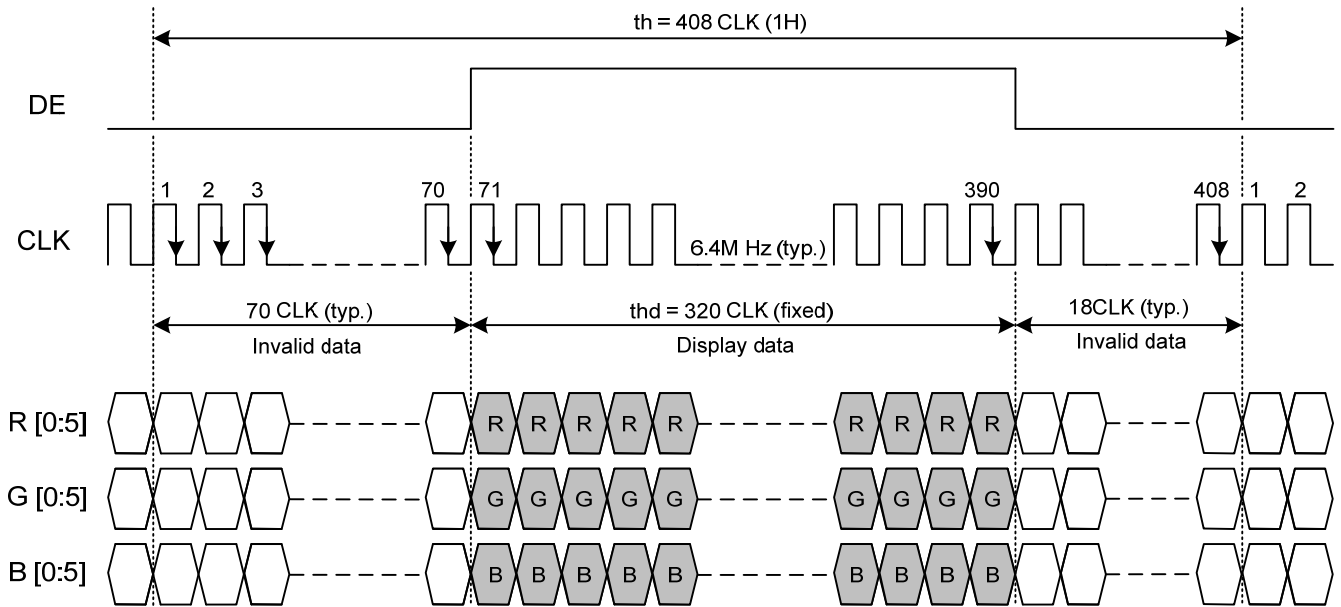 th = 408 CLK (1H)
DE
1 2 3 70 71 390 408 1 2
CLK
6.4M Hz (typ.)
70 CLK (typ.) thd = 320 CLK (fixed) 18CLK (typ.)
Invalid data Display data Invalid data
R [0:5] R R R R R R R R R
G [0:5] G G G G G G G G G
B [0:5] B B B B B B B B B